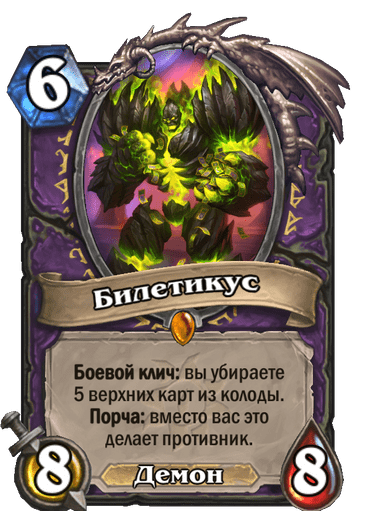 6
Билетикус
Боевой клич: вы убираете
5 верхних карт из колоды.
Порча: вместо вас это
делает противник.
8
Демон
8